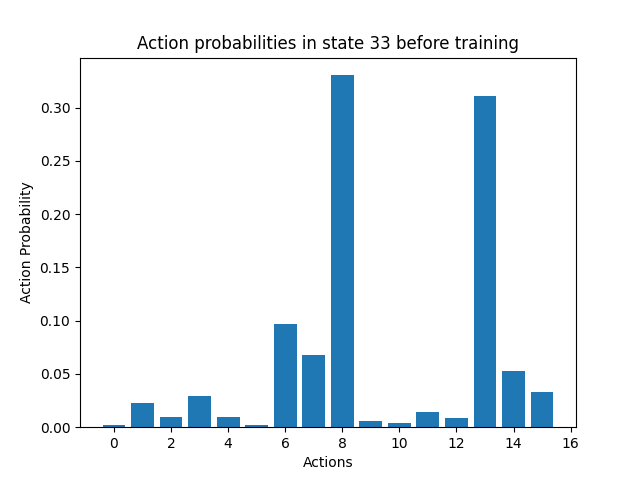 Action probabilities in state 33 before training
0.30
0.25
0.20
0.15
0.10
0.05
0.00
Action Probability
0 2 4 6 8 10 12 14 16
Actions